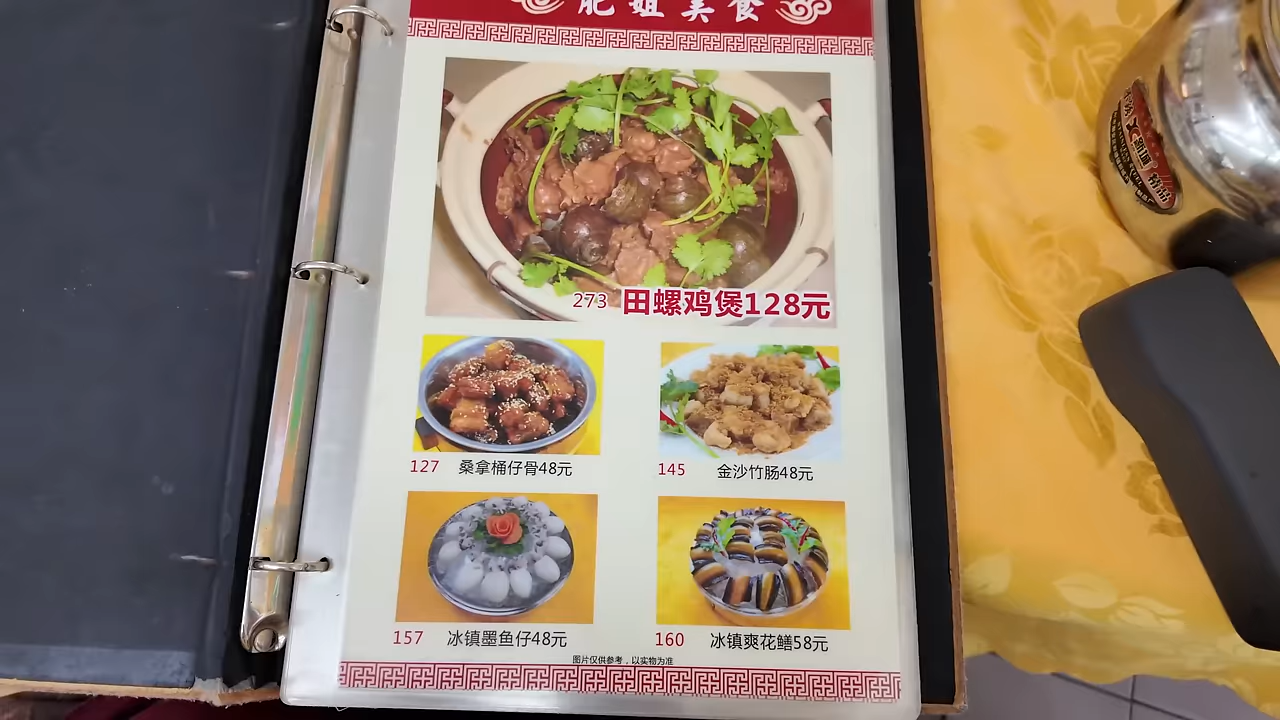 肥姐美食
273 田螺鸡煲128元
127 桑拿桶仔骨48元
145 金沙竹肠48元
157 冰镇墨鱼仔48元
160 冰镇爽花鳝58元
图片仅供参考，以实物为准